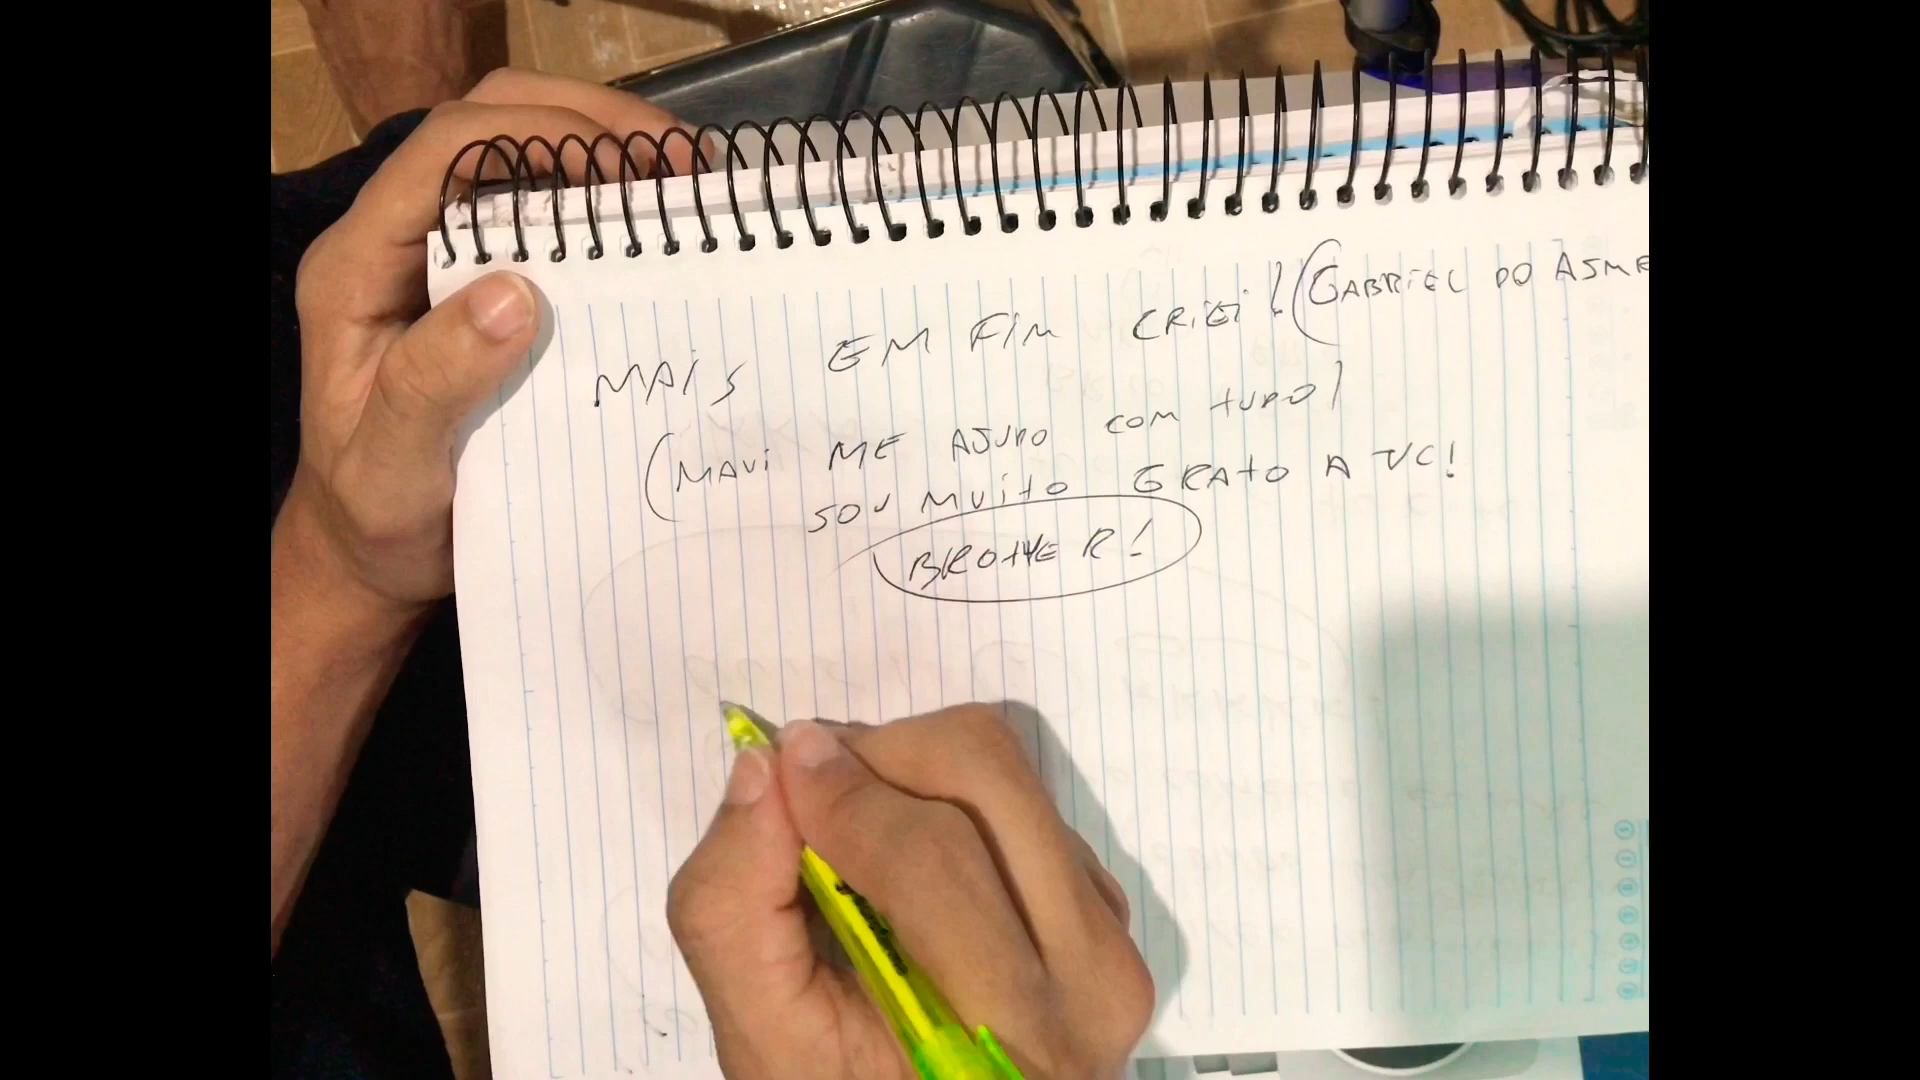 MAIS EM FIM CRIEI! (GABRIEL DO ASMR
(MAVI ME AJUDO COM TUDO)
SOU MUITO GRATO A VC!
BROTHER!